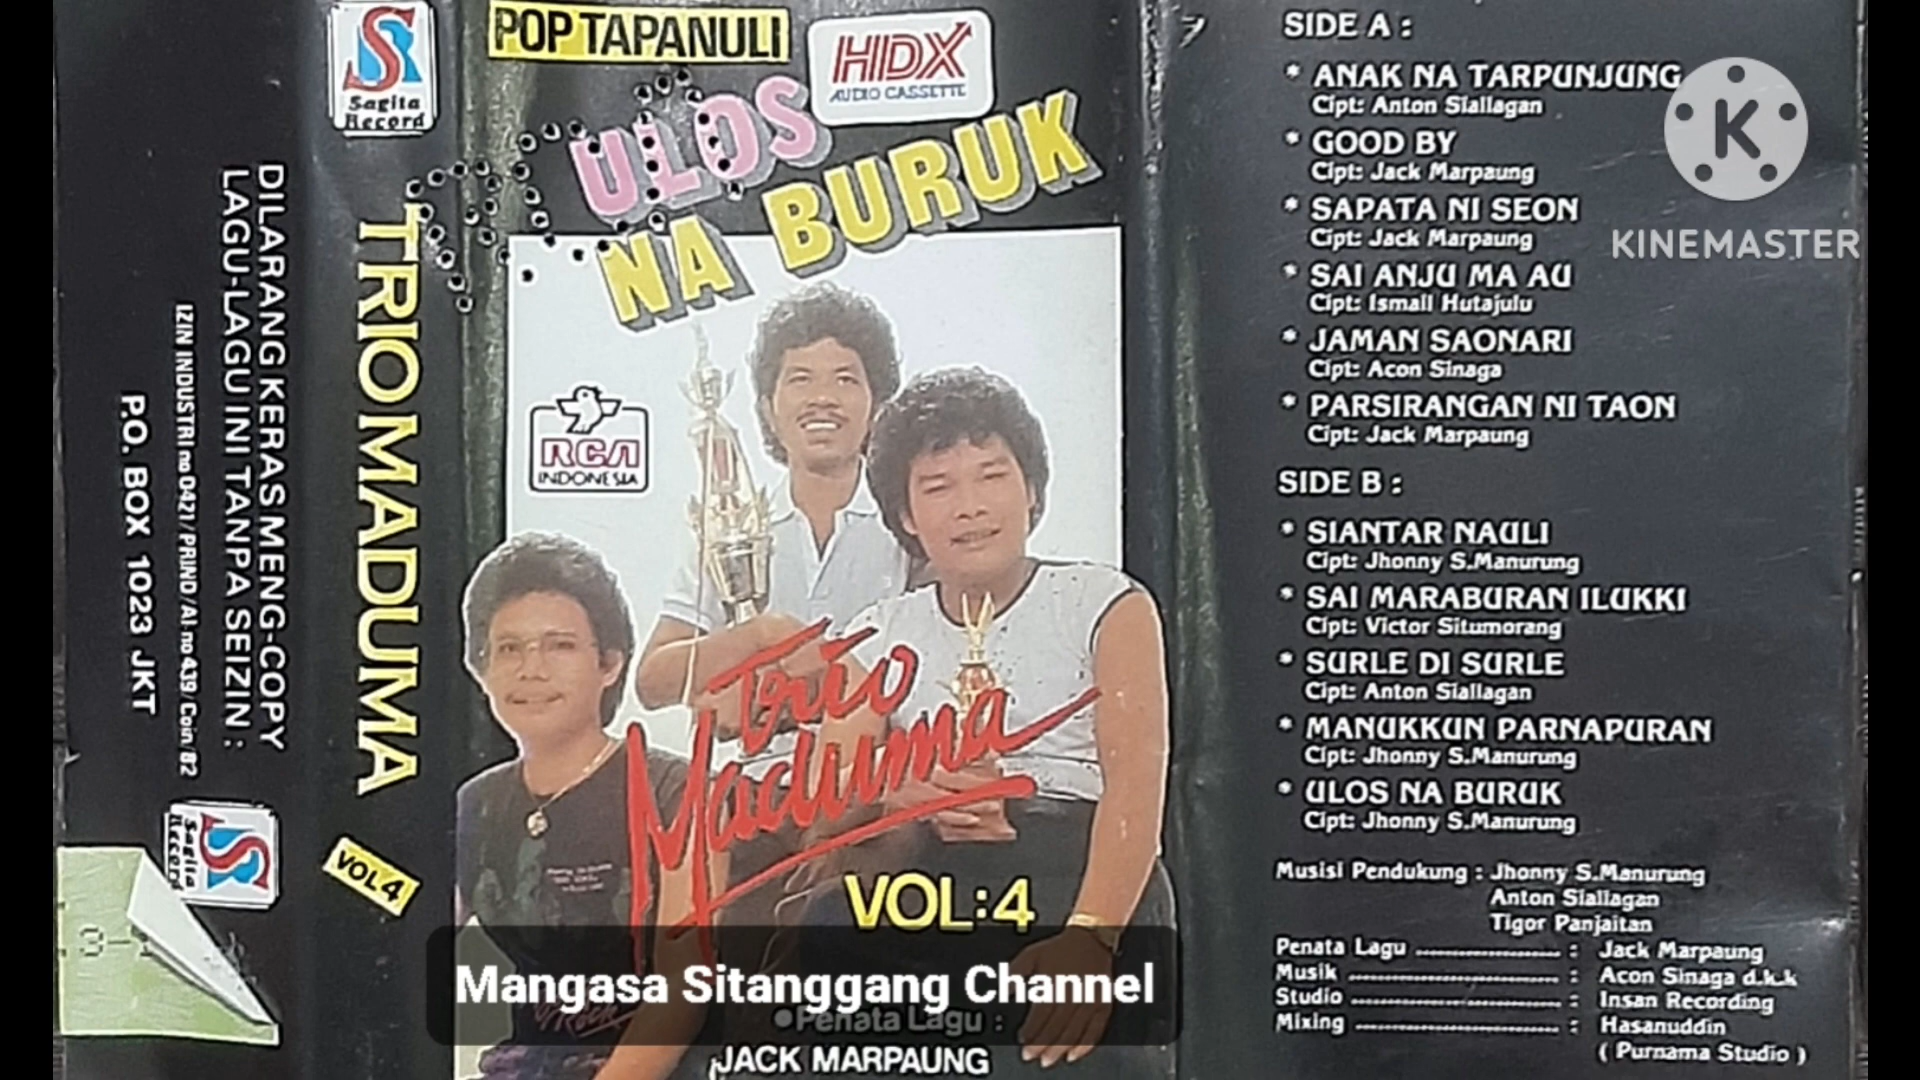 DILARANG KERAS MENG-COPY
LAGU-LAGU INI TANPA SEIZIN :
IZIN INDUSTRI no 0421/PRIND/AI no 439/Coin/82
P.O. BOX 1023 JKT
Sagita
Record
Sagita
Record
TRIO MADUMA
VOL 4
POP TAPANULI
HIDX
AUDIO CASSETTE
ULOS
NA BURUK
RCA
INDONESIA
Trio
Maduma
VOL:4
Mangasa Sitanggang Channel
•Penata Lagu :
JACK MARPAUNG
SIDE A :
* ANAK NA TARPUNJUNG
Cipt: Anton Siallagan
* GOOD BY
Cipt: Jack Marpaung
* SAPATA NI SEON
Cipt: Jack Marpaung
* SAI ANJU MA AU
Cipt: Ismail Hutajulu
* JAMAN SAONARI
Cipt: Acon Sinaga
* PARSIRANGAN NI TAON
Cipt: Jack Marpaung
SIDE B :
* SIANTAR NAULI
Cipt: Jhonny S.Manurung
* SAI MARABURAN ILUKKI
Cipt: Victor Situmorang
* SURLE DI SURLE
Cipt: Anton Siallagan
* MANUKKUN PARNAPURAN
Cipt: Jhonny S.Manurung
* ULOS NA BURUK
Cipt: Jhonny S.Manurung
Musisi Pendukung : Jhonny S.Manurung
Anton Siallagan
Tigor Panjaitan
Penata Lagu : Jack Marpaung
Musik : Acon Sinaga d.k.k
Studio : Insan Recording
Mixing : Hasanuddin
( Purnama Studio )
K
KINEMASTER